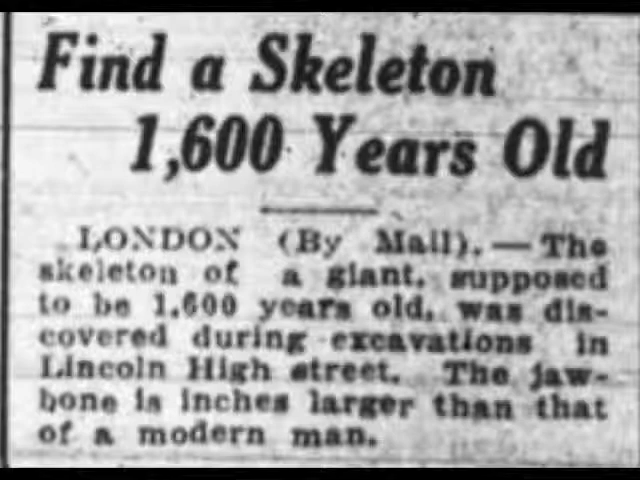 Find a Skeleton
1,600 Years Old
LONDON (By Mail).—The
skeleton of a giant, supposed
to be 1,600 years old, was dis-
covered during excavations in
Lincoln High street. The jaw-
bone is inches larger than that
of a modern man.